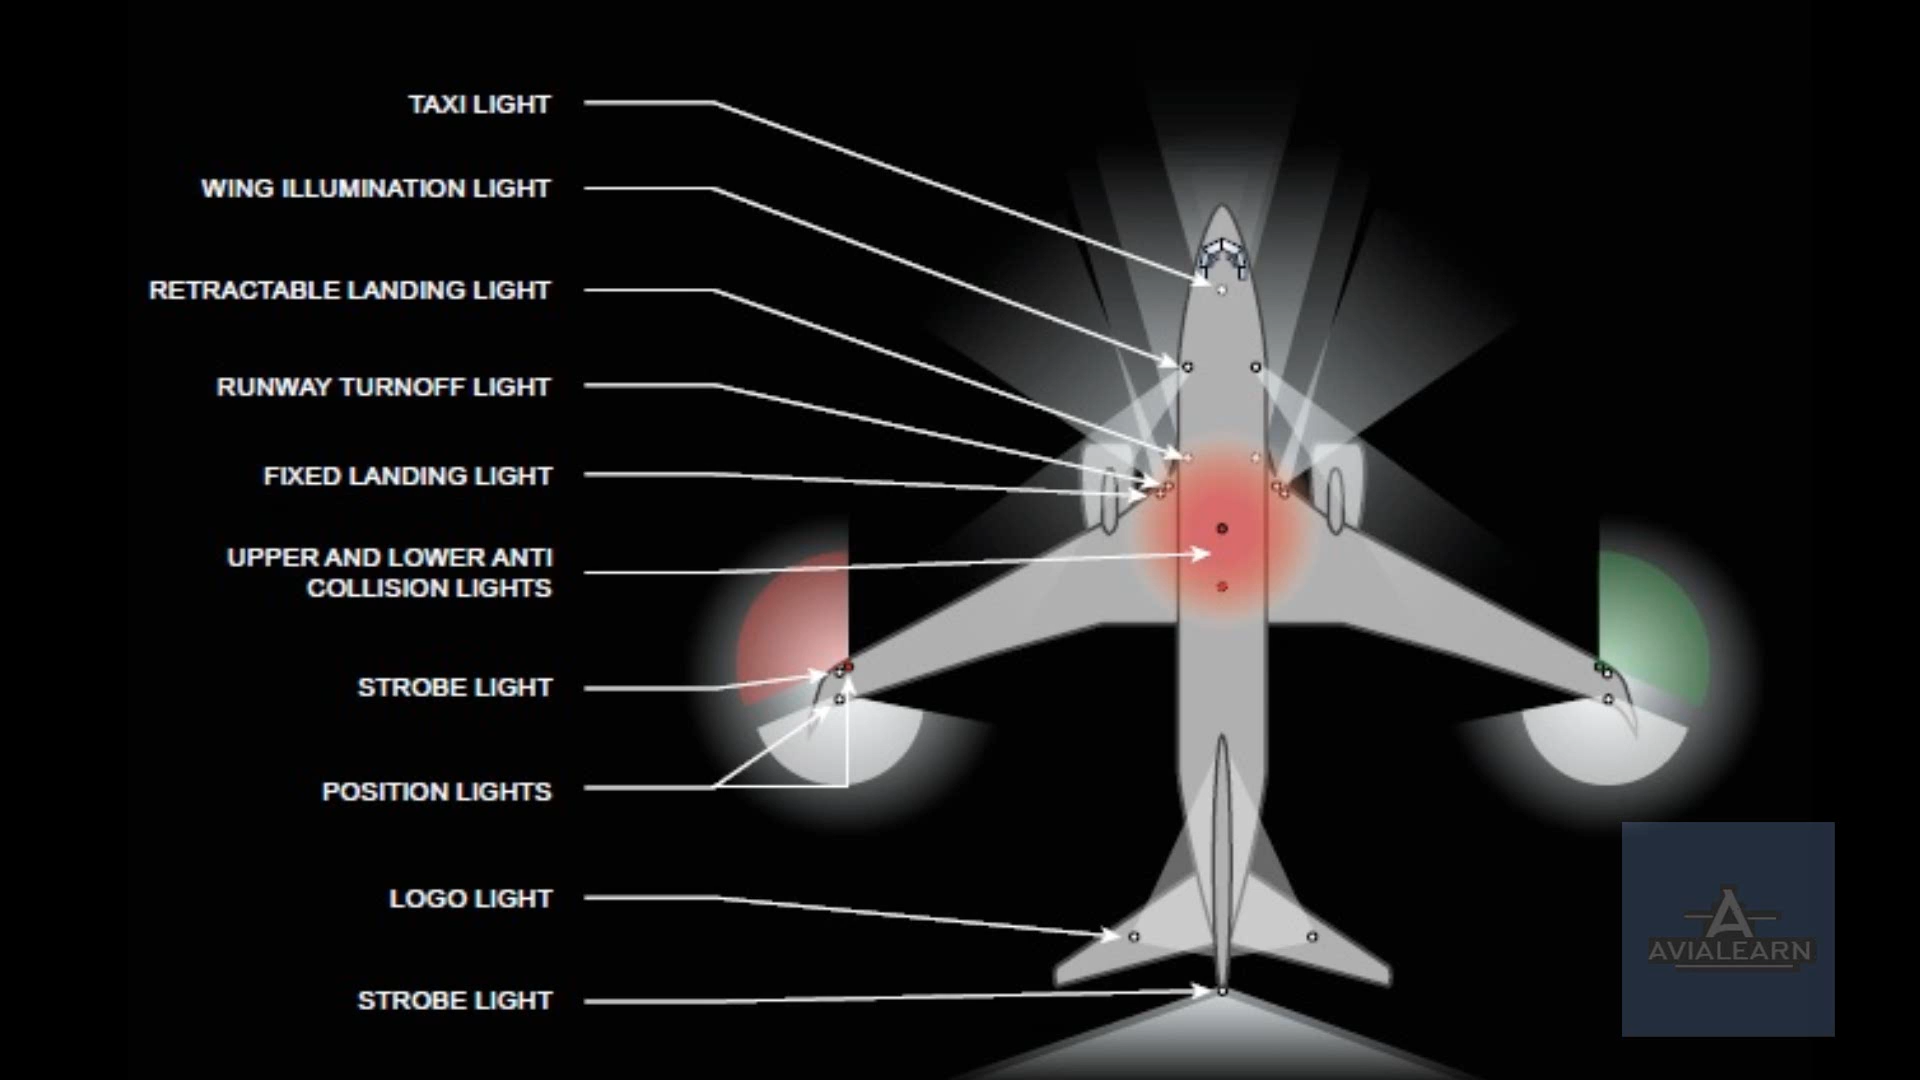 TAXI LIGHT
WING ILLUMINATION LIGHT
RETRACTABLE LANDING LIGHT
RUNWAY TURNOFF LIGHT
FIXED LANDING LIGHT
UPPER AND LOWER ANTI
COLLISION LIGHTS
STROBE LIGHT
POSITION LIGHTS
LOGO LIGHT
STROBE LIGHT
A
AVIALEARN